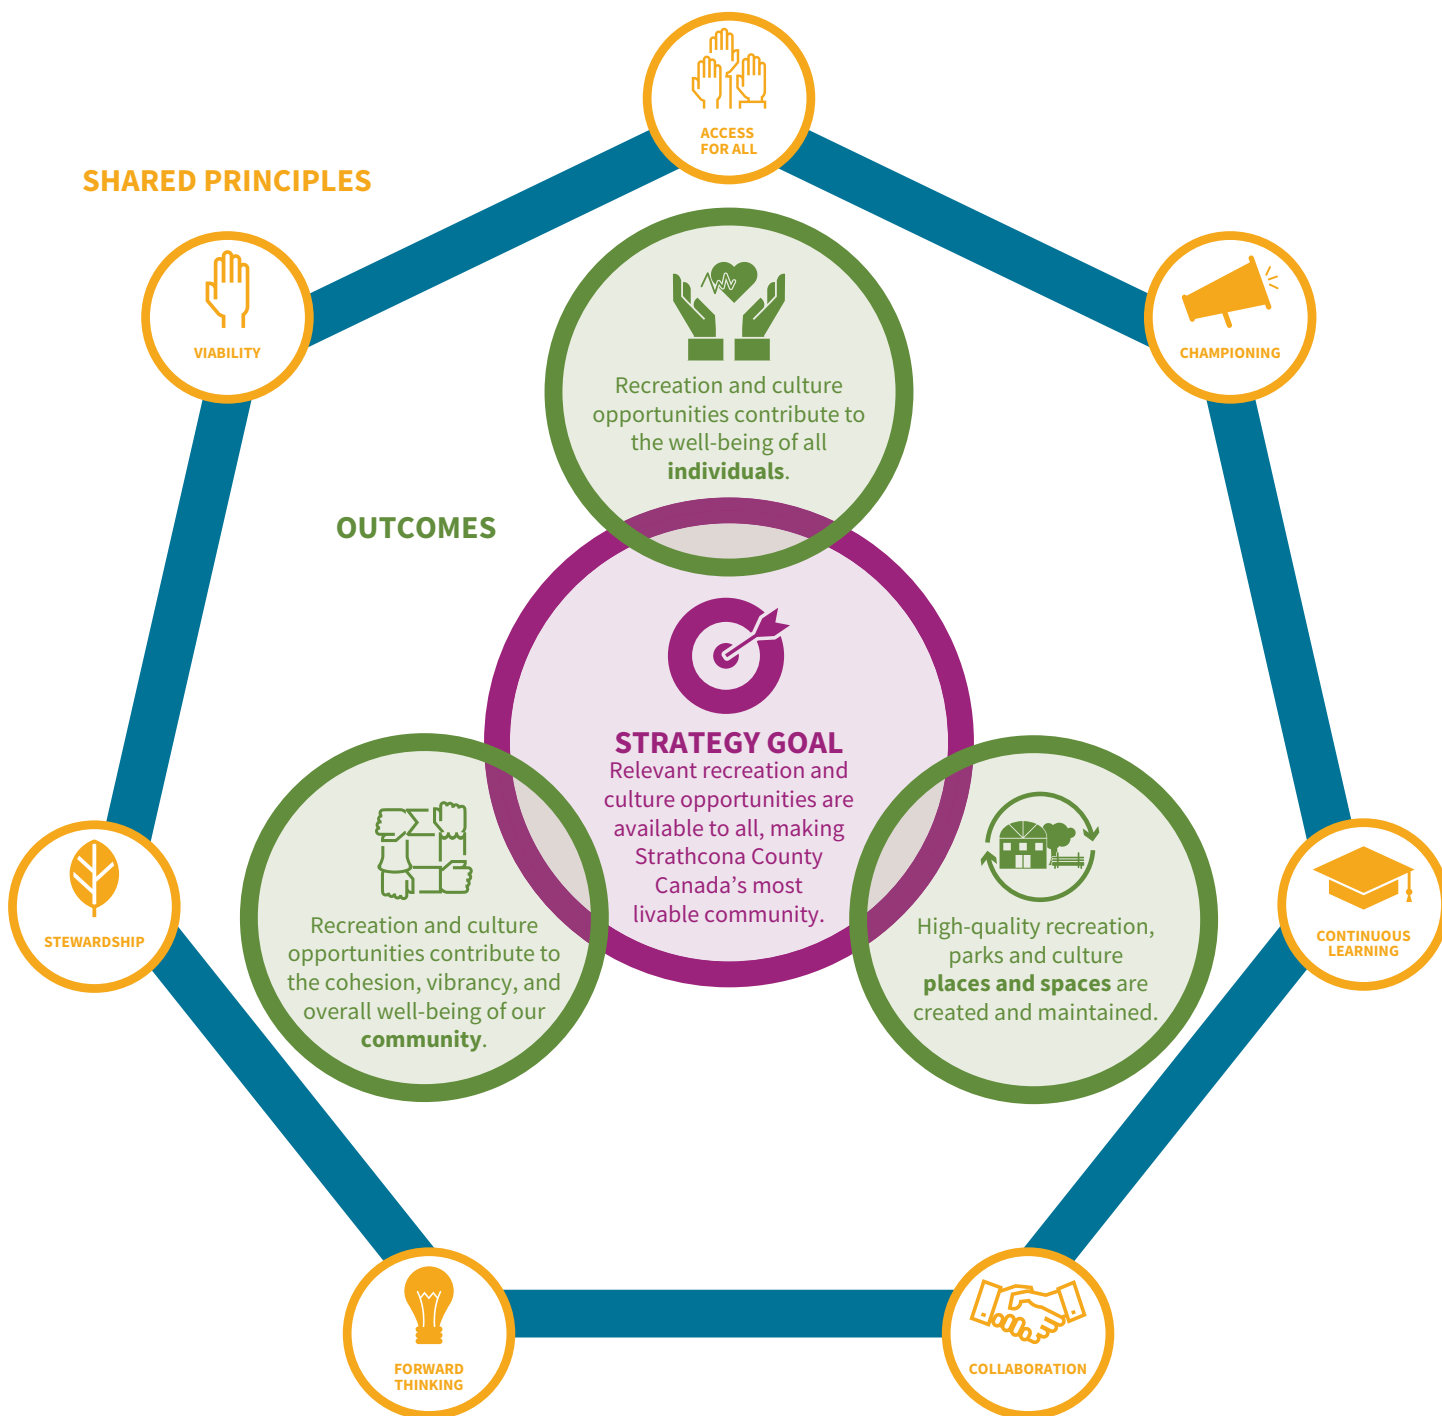 ACCESS
FOR ALL
SHARED PRINCIPLES
VIABILITY
CHAMPIONING
Recreation and culture
opportunities contribute to
the well-being of all
individuals.
OUTCOMES
STRATEGY GOAL
Relevant recreation and
culture opportunities are
available to all, making
Strathcona County
Canada’s most
livable community.
Recreation and culture
opportunities contribute to
the cohesion, vibrancy, and
overall well-being of our
community.
High-quality recreation,
parks and culture
places and spaces are
created and maintained.
STEWARDSHIP
CONTINUOUS
LEARNING
FORWARD
THINKING
COLLABORATION